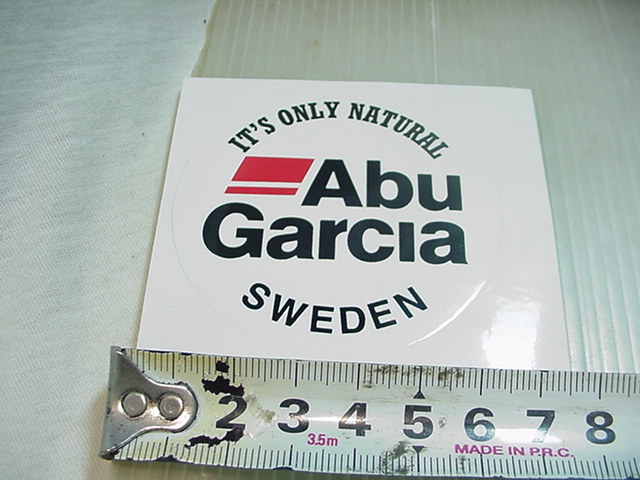 IT'S ONLY NATURAL
Abu
Garcia
SWEDEN
2 3 4 5 6 7 8
3.5m
MADE IN P.R.C.